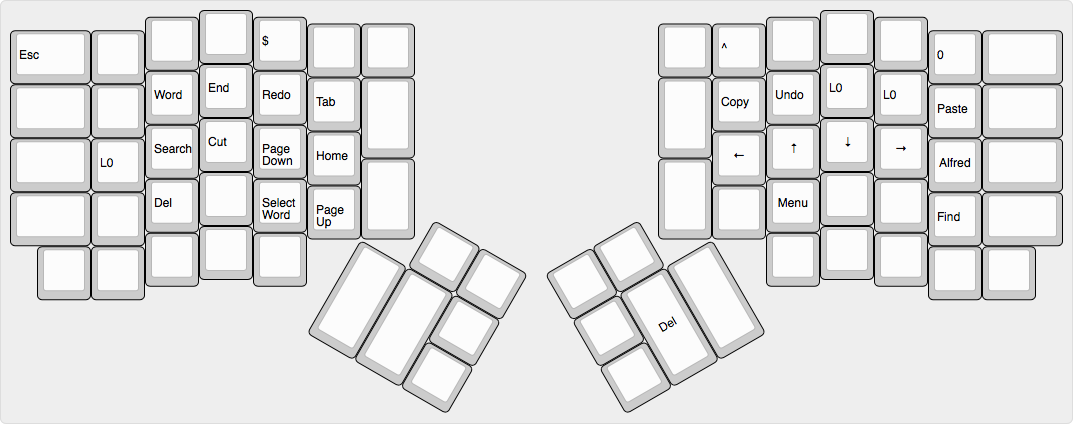 Esc $ ^ 0
Word End Redo Tab Copy Undo L0 L0 Paste
L0 Search Cut Page Down Home ← ↑ ↓ → Alfred
Del Select Word Page Up Menu Find
Del